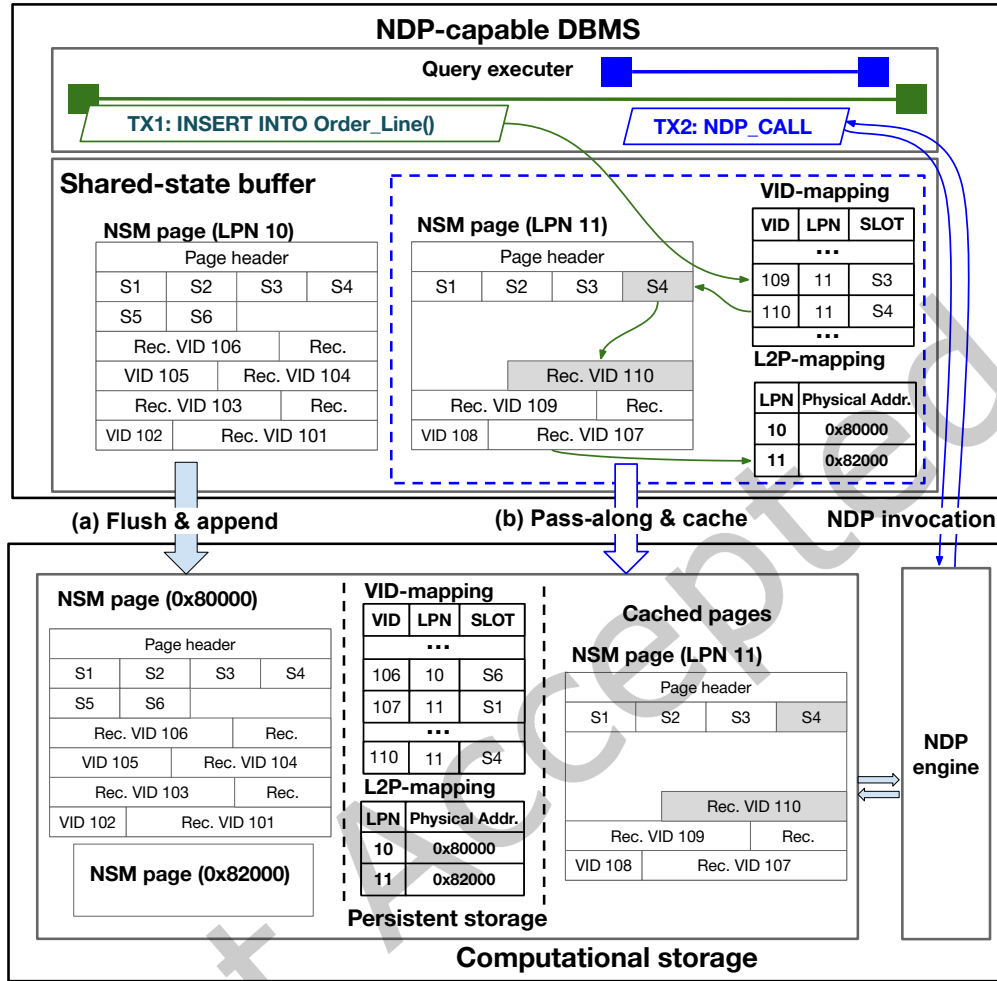 NDP-capable DBMS
Query executer
TX1: INSERT INTO Order_Line()
TX2: NDP_CALL
Shared-state buffer
NSM page (LPN 10)
Page header
S1 S2 S3 S4
S5 S6
Rec. VID 106 Rec.
VID 105 Rec. VID 104
Rec. VID 103 Rec.
VID 102 Rec. VID 101
NSM page (LPN 11)
Page header
S1 S2 S3 S4
Rec. VID 110
Rec. VID 109 Rec.
VID 108 Rec. VID 107
VID-mapping
VID LPN SLOT
...
109 11 S3
110 11 S4
...
L2P-mapping
LPN Physical Addr.
10 0x80000
11 0x82000
(a) Flush & append
(b) Pass-along & cache
NDP invocation
NSM page (0x80000)
Page header
S1 S2 S3 S4
S5 S6
Rec. VID 106 Rec.
VID 105 Rec. VID 104
Rec. VID 103 Rec.
VID 102 Rec. VID 101
NSM page (0x82000)
VID-mapping
VID LPN SLOT
...
106 10 S6
107 11 S1
...
110 11 S4
L2P-mapping
LPN Physical Addr.
10 0x80000
11 0x82000
Persistent storage
Cached pages
NSM page (LPN 11)
Page header
S1 S2 S3 S4
Rec. VID 110
Rec. VID 109 Rec.
VID 108 Rec. VID 107
NDP
engine
Computational storage
t Accepted